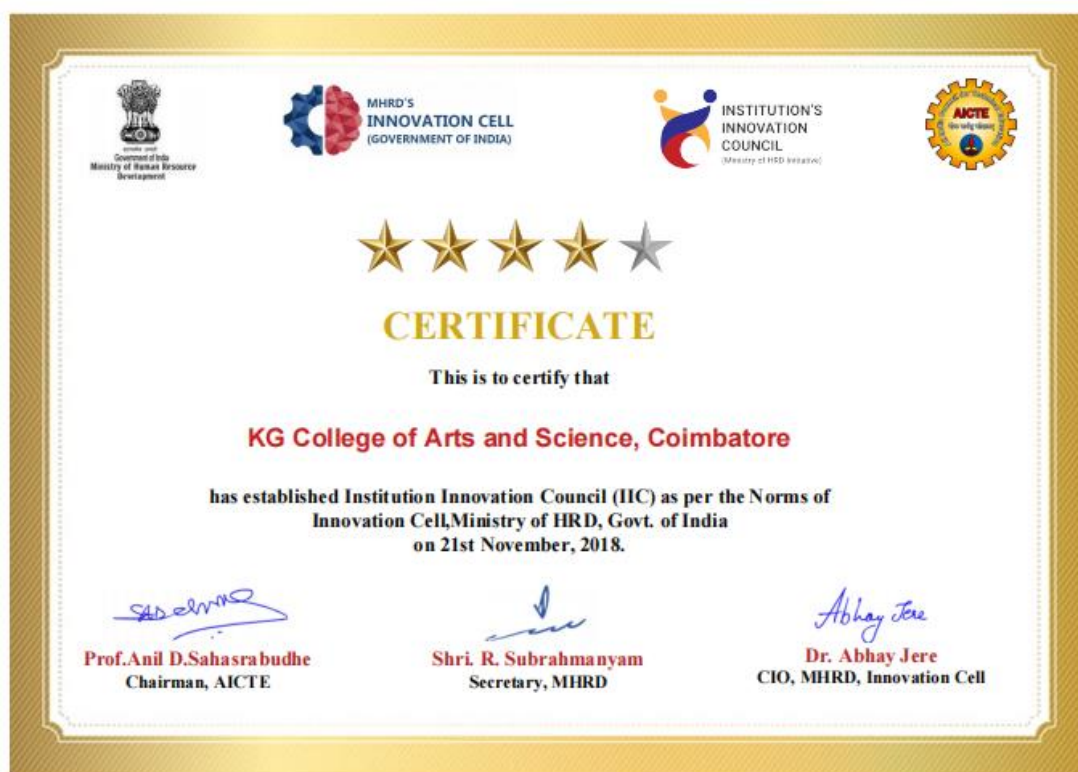 Government of India
Ministry of Human Resource
Development
MHRD'S
INNOVATION CELL
(GOVERNMENT OF INDIA)
INSTITUTION'S
INNOVATION
COUNCIL
(Ministry of HRD Initiative)
AICTE
CERTIFICATE
This is to certify that
KG College of Arts and Science, Coimbatore
has established Institution Innovation Council (IIC) as per the Norms of
Innovation Cell,Ministry of HRD, Govt. of India
on 21st November, 2018.
Abhay Jere
Prof.Anil D.Sahasrabudhe
Chairman, AICTE
Shri. R. Subrahmanyam
Secretary, MHRD
Dr. Abhay Jere
CIO, MHRD, Innovation Cell